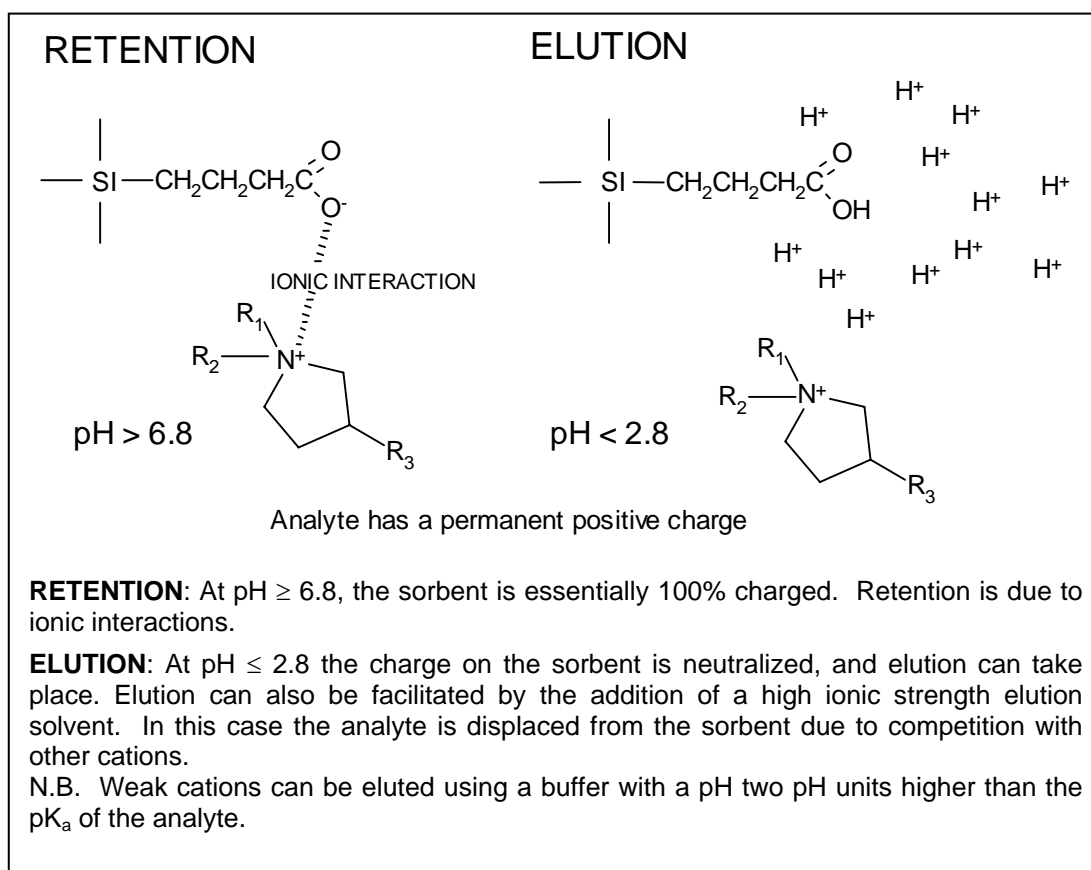 RETENTION
ELUTION
SI CH₂CH₂CH₂C O
O⁻
IONIC INTERACTION
R₁
R₂ N⁺
R₃
pH > 6.8
H⁺ H⁺ H⁺ H⁺ H⁺ H⁺ H⁺ H⁺ H⁺ H⁺ H⁺ H⁺
SI CH₂CH₂CH₂C O
OH
R₁
R₂ N⁺
R₃
pH < 2.8
Analyte has a permanent positive charge
RETENTION: At pH ≥ 6.8, the sorbent is essentially 100% charged. Retention is due to
ionic interactions.
ELUTION: At pH ≤ 2.8 the charge on the sorbent is neutralized, and elution can take
place. Elution can also be facilitated by the addition of a high ionic strength elution
solvent. In this case the analyte is displaced from the sorbent due to competition with
other cations.
N.B. Weak cations can be eluted using a buffer with a pH two pH units higher than the
pKₐ of the analyte.